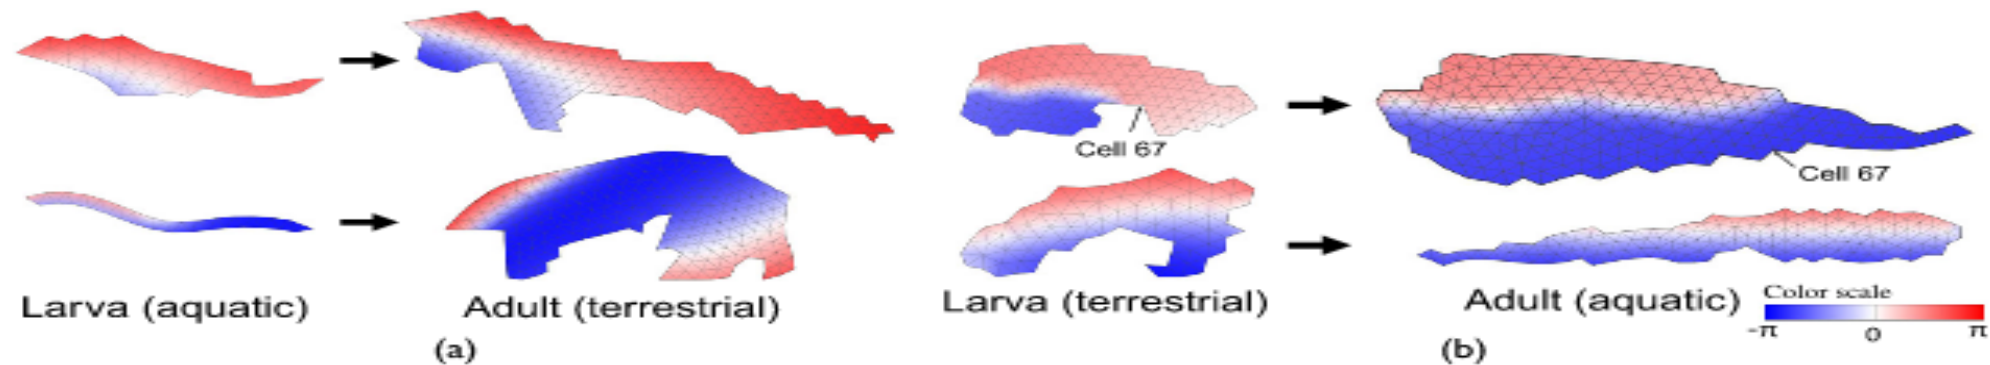 Cell 67
Cell 67
Larva (aquatic)
Adult (terrestrial)
Larva (terrestrial)
Adult (aquatic)
Color scale
-π
0
π
(a)
(b)